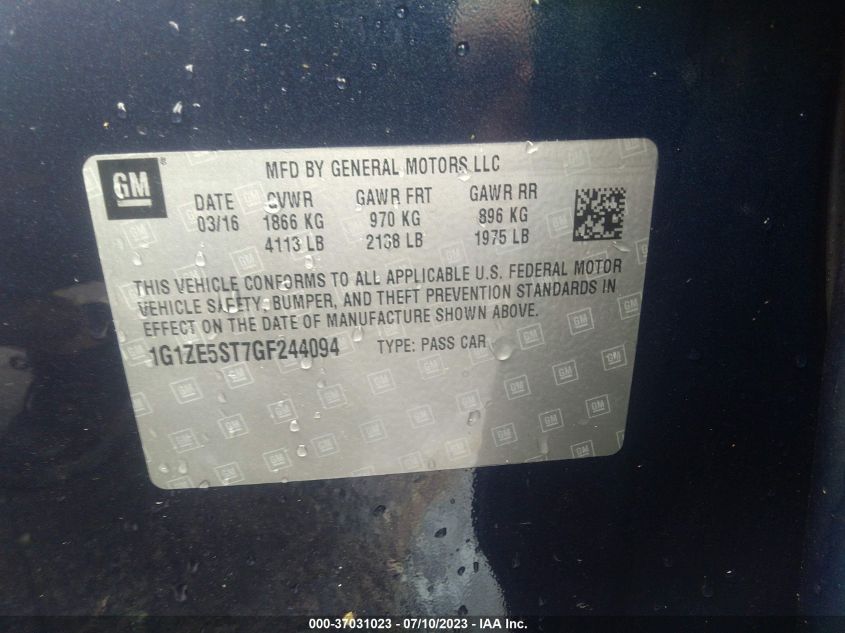 GM
MFD BY GENERAL MOTORS LLC
DATE GVWR GAWR FRT GAWR RR
03/16 1866 KG 970 KG 896 KG
4113 LB 2138 LB 1975 LB
THIS VEHICLE CONFORMS TO ALL APPLICABLE U.S. FEDERAL MOTOR
VEHICLE SAFETY, BUMPER, AND THEFT PREVENTION STANDARDS IN
EFFECT ON THE DATE OF MANUFACTURE SHOWN ABOVE.
1G1ZE5ST7GF244094 TYPE: PASS CAR
000-37031023 - 07/10/2023 - IAA Inc.